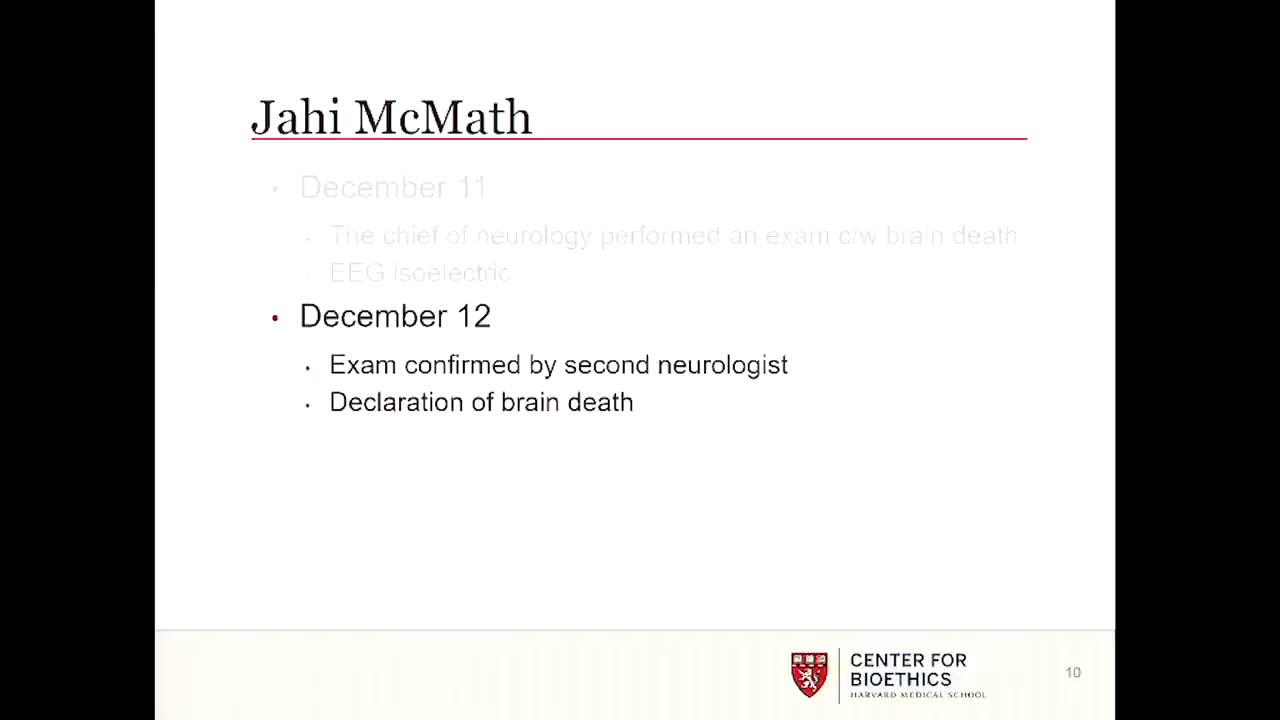 Jahi McMath
• December 11
• The chief of neurology performed an exam c/w brain death
• EEG isoelectric
• December 12
• Exam confirmed by second neurologist
• Declaration of brain death
CENTER FOR
BIOETHICS
HARVARD MEDICAL SCHOOL
10